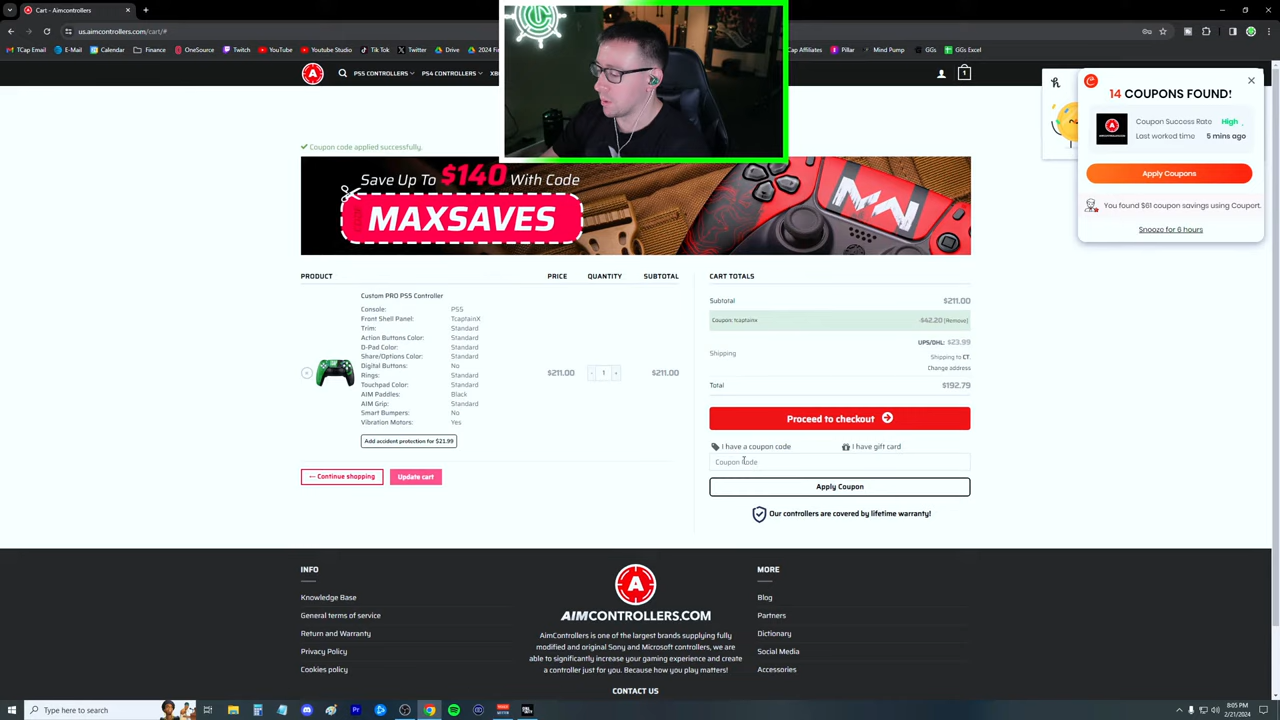 Cart - Aimcontrollers
us.aimcontrollers.com/cart/#
TCap Email
Finance
OneSource
Twitch
YouTube
Youtube Studio
Tik Tok
Twitter
2024 Fin
Cap Affiliates
Pillar
Amazon
GGs
GGs Excel
PS5 CONTROLLERS
PS4 CONTROLLERS
1
14 COUPONS FOUND!
Coupon Success Rate High
Last worked time 5 mins ago
Apply Coupons
You found $61 coupon savings using Coupert.
Snooze for 6 hours
Coupon code applied successfully.
Save Up To $140 With Code
MAXSAVES
PRODUCT PRICE QUANTITY SUBTOTAL
Custom PRO PS5 Controller
Console: PS5
Front Shell Panel: TcaptainX
Trim: Standard
Action Buttons Color: Standard
D-Pad Color: Standard
Share/Options Color: Standard
Digital Buttons: No
Rings: Standard
Touchpad Color: Standard
AIM Paddles: Black
AIM Grip: Standard
Smart Bumpers: No
Vibration Motors: Yes
$211.00 - 1 + $211.00
Add accident protection for $21.99
← Continue shopping
Update cart
CART TOTALS
Subtotal $211.00
Coupon: tcaptainx -$42.20 [Remove]
Shipping
UPS/DHL: $23.99
Shipping to CT.
Change address
Total $192.79
Proceed to checkout
I have a coupon code
I have gift card
Coupon code
Apply Coupon
Our controllers are covered by lifetime warranty!
INFO
Knowledge Base
General terms of service
Return and Warranty
Privacy Policy
Cookies policy
A
AIMCONTROLLERS.COM
AimControllers is one of the largest brands supplying fully
modified and original Sony and Microsoft controllers, we are
able to significantly increase your gaming experience and create
a controller just for you. Because how you play matters!
CONTACT US
MORE
Blog
Partners
Dictionary
Social Media
Accessories
Type here to search
8:05 PM
2/21/2024